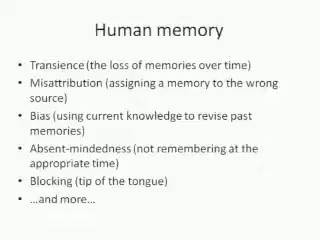 Human memory
• Transience (the loss of memories over time)
• Misattribution (assigning a memory to the wrong
source)
• Bias (using current knowledge to revise past
memories)
• Absent-mindedness (not remembering at the
appropriate time)
• Blocking (tip of the tongue)
• …and more…